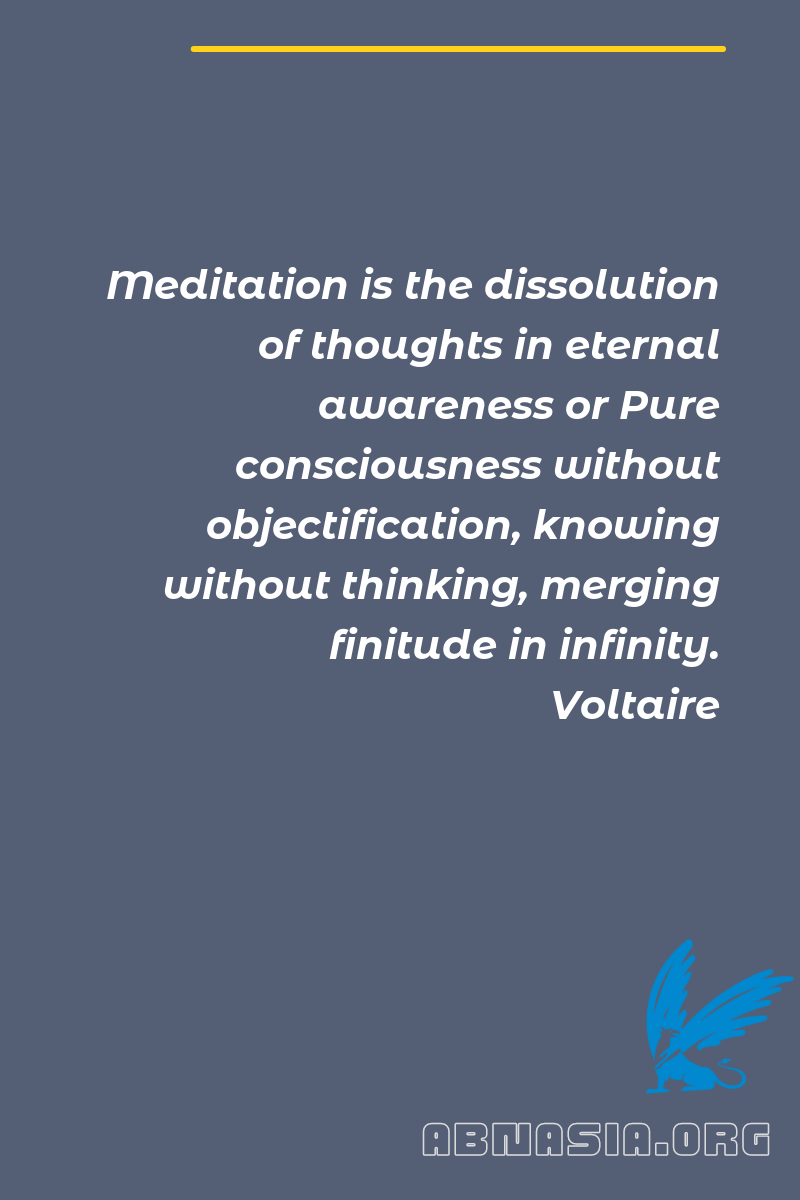 Meditation is the dissolution
of thoughts in eternal
awareness or Pure
consciousness without
objectification, knowing
without thinking, merging
finitude in infinity.
Voltaire
ABNASIA.ORG